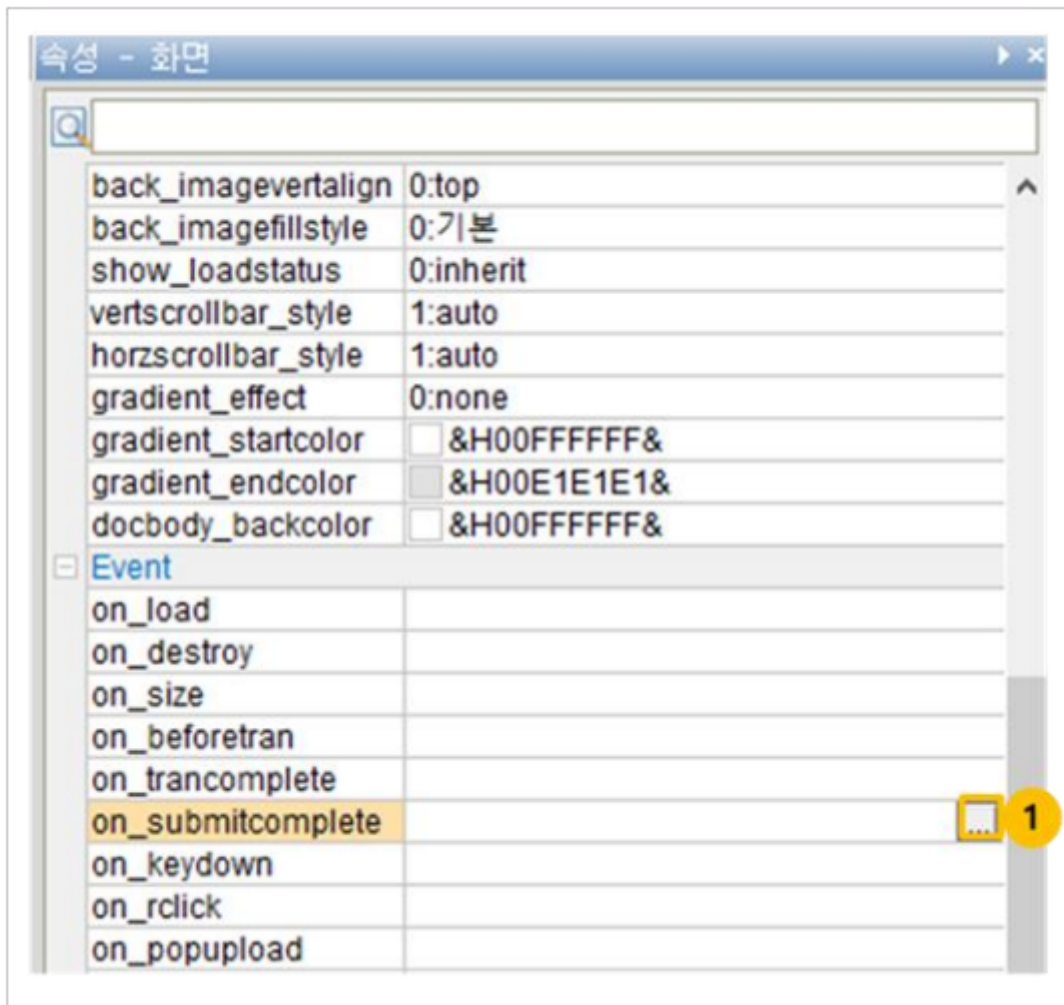 속성 - 화면
back_imagevertalign 0:top
back_imagefillstyle 0:기본
show_loadstatus 0:inherit
vertscrollbar_style 1:auto
horzscrollbar_style 1:auto
gradient_effect 0:none
gradient_startcolor &H00FFFFFF&
gradient_endcolor &H00E1E1E1&
docbody_backcolor &H00FFFFFF&
Event
on_load
on_destroy
on_size
on_beforetran
on_trancomplete
on_submitcomplete ... 1
on_keydown
on_rclick
on_popupload